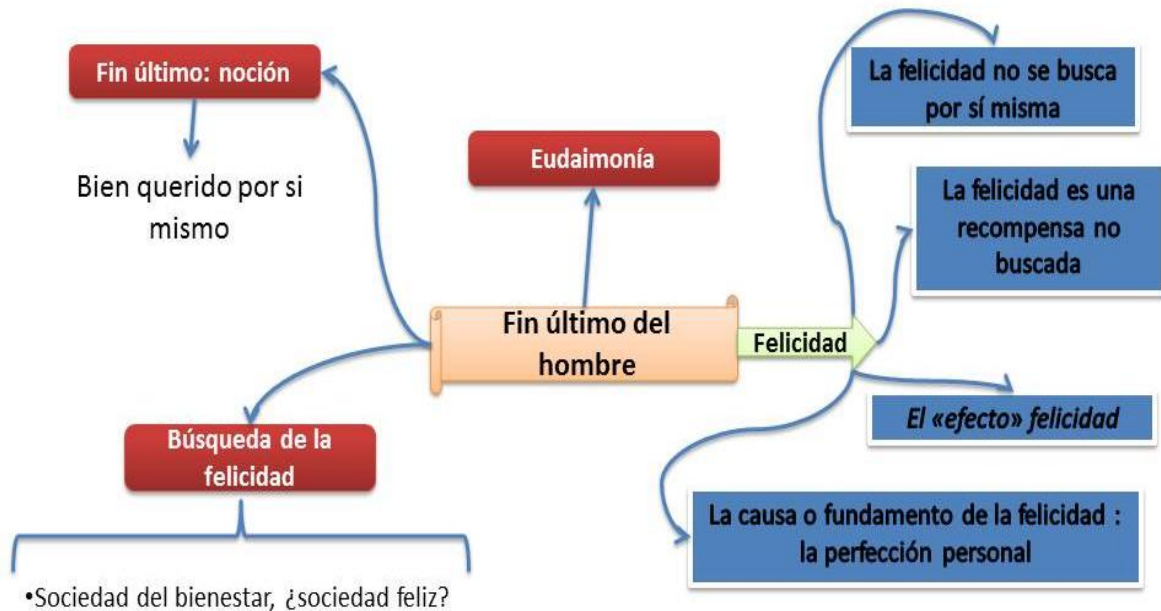 Fin último: noción
Bien querido por si
mismo
Eudaimonía
Fin último del
hombre
Felicidad
La felicidad no se busca
por sí misma
La felicidad es una
recompensa no
buscada
El «efecto» felicidad
La causa o fundamento de la felicidad :
la perfección personal
Búsqueda de la
felicidad
•Sociedad del bienestar, ¿sociedad feliz?